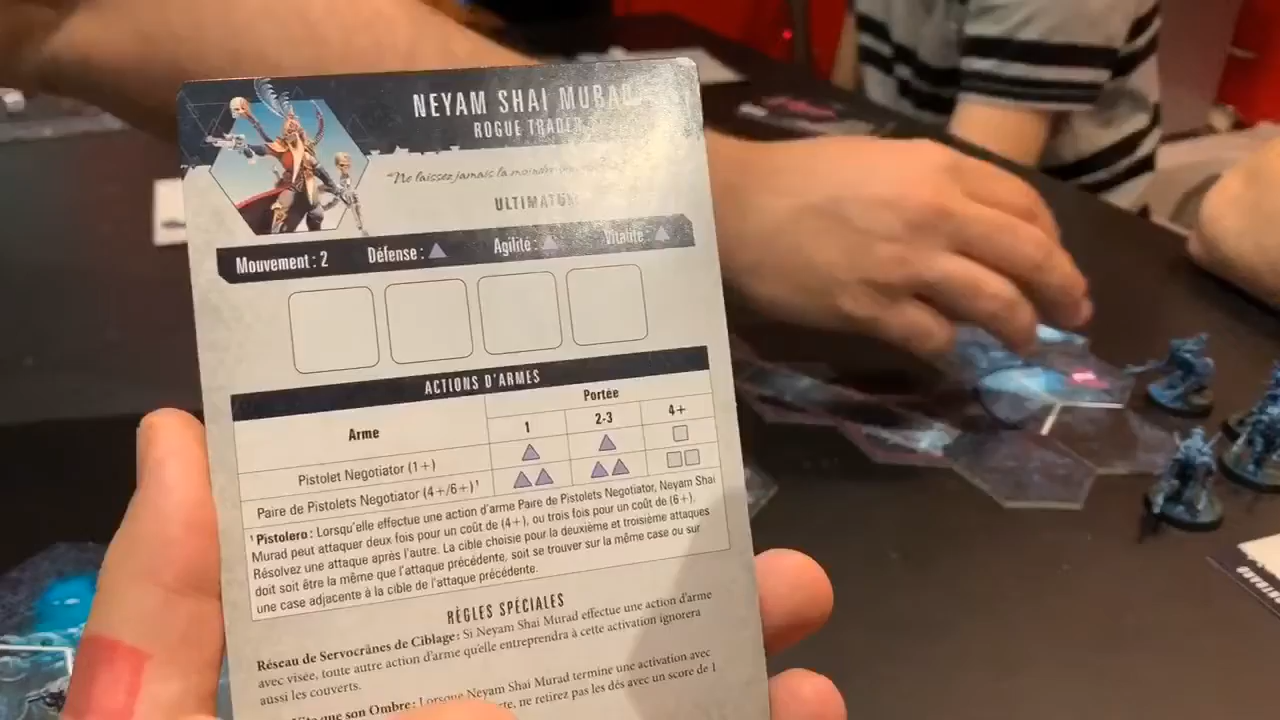 NEYAM SHAI MURAD
ROGUE TRADER
"Ne laissez jamais la moindre
ULTIMATUM
Mouvement : 2 Défense : Agilité : Vitalité :
ACTIONS D'ARMES
Arme Portée
1 2-3 4+
Pistolet Negotiator (1+)
Paire de Pistolets Negotiator (4+/6+)¹
¹ Pistolero : Lorsqu'elle effectue une action d'arme Paire de Pistolets Negotiator, Neyam Shai
Murad peut attaquer deux fois pour un coût de (4+), ou trois fois pour un coût de (6+).
Résolvez une attaque après l'autre. La cible choisie pour la deuxième et troisième attaques
doit soit être la même que l'attaque précédente, soit se trouver sur la même case ou sur
une case adjacente à la cible de l'attaque précédente.
RÈGLES SPÉCIALES
Réseau de Servocrânes de Ciblage : Si Neyam Shai Murad effectue une action d'arme
avec visée, toute autre action d'arme qu'elle entreprendra à cette activation ignorera
aussi les couverts.
que son Ombre : Lorsque Neyam Shai Murad termine une activation avec
ne retirez pas les dés avec un score de 1